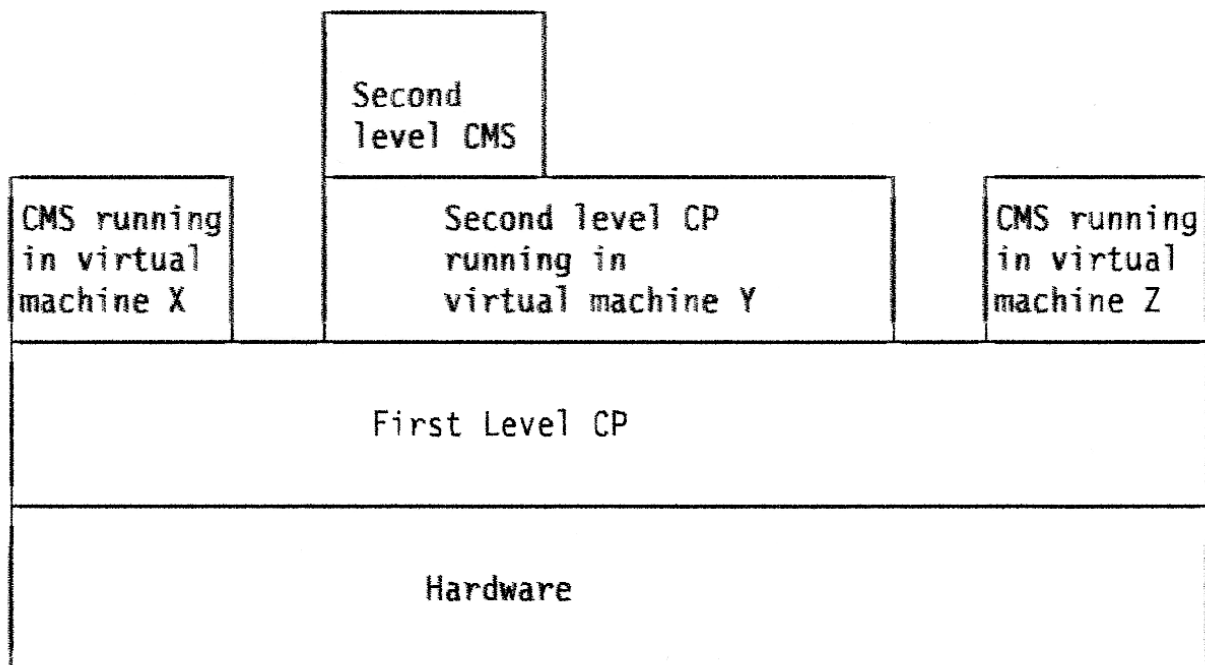 Second
level CMS
CMS running
in virtual
machine X
Second level CP
running in
virtual machine Y
CMS running
in virtual
machine Z
First Level CP
Hardware